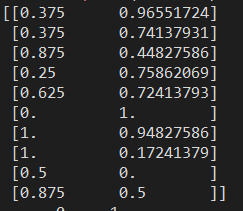 [[0.375      0.96551724]
 [0.375      0.74137931]
 [0.875      0.44827586]
 [0.25       0.75862069]
 [0.625      0.72413793]
 [0.         1.        ]
 [1.         0.94827586]
 [1.         0.17241379]
 [0.5        0.        ]
 [0.875      0.5       ]]